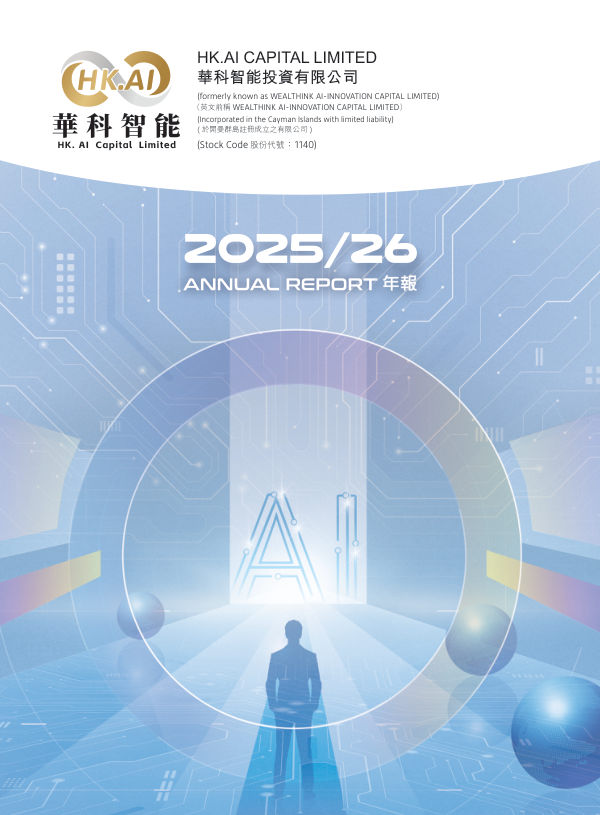 HK.AI
華科智能
HK. AI Capital Limited
HK.AI CAPITAL LIMITED
華科智能投資有限公司
(formerly known as WEALTHINK AI-INNOVATION CAPITAL LIMITED)
(英文前稱 WEALTHINK AI-INNOVATION CAPITAL LIMITED)
(Incorporated in the Cayman Islands with limited liability)
(於開曼群島註冊成立之有限公司)
(Stock Code 股份代號：1140)
2025/26
ANNUAL REPORT 年報
AI